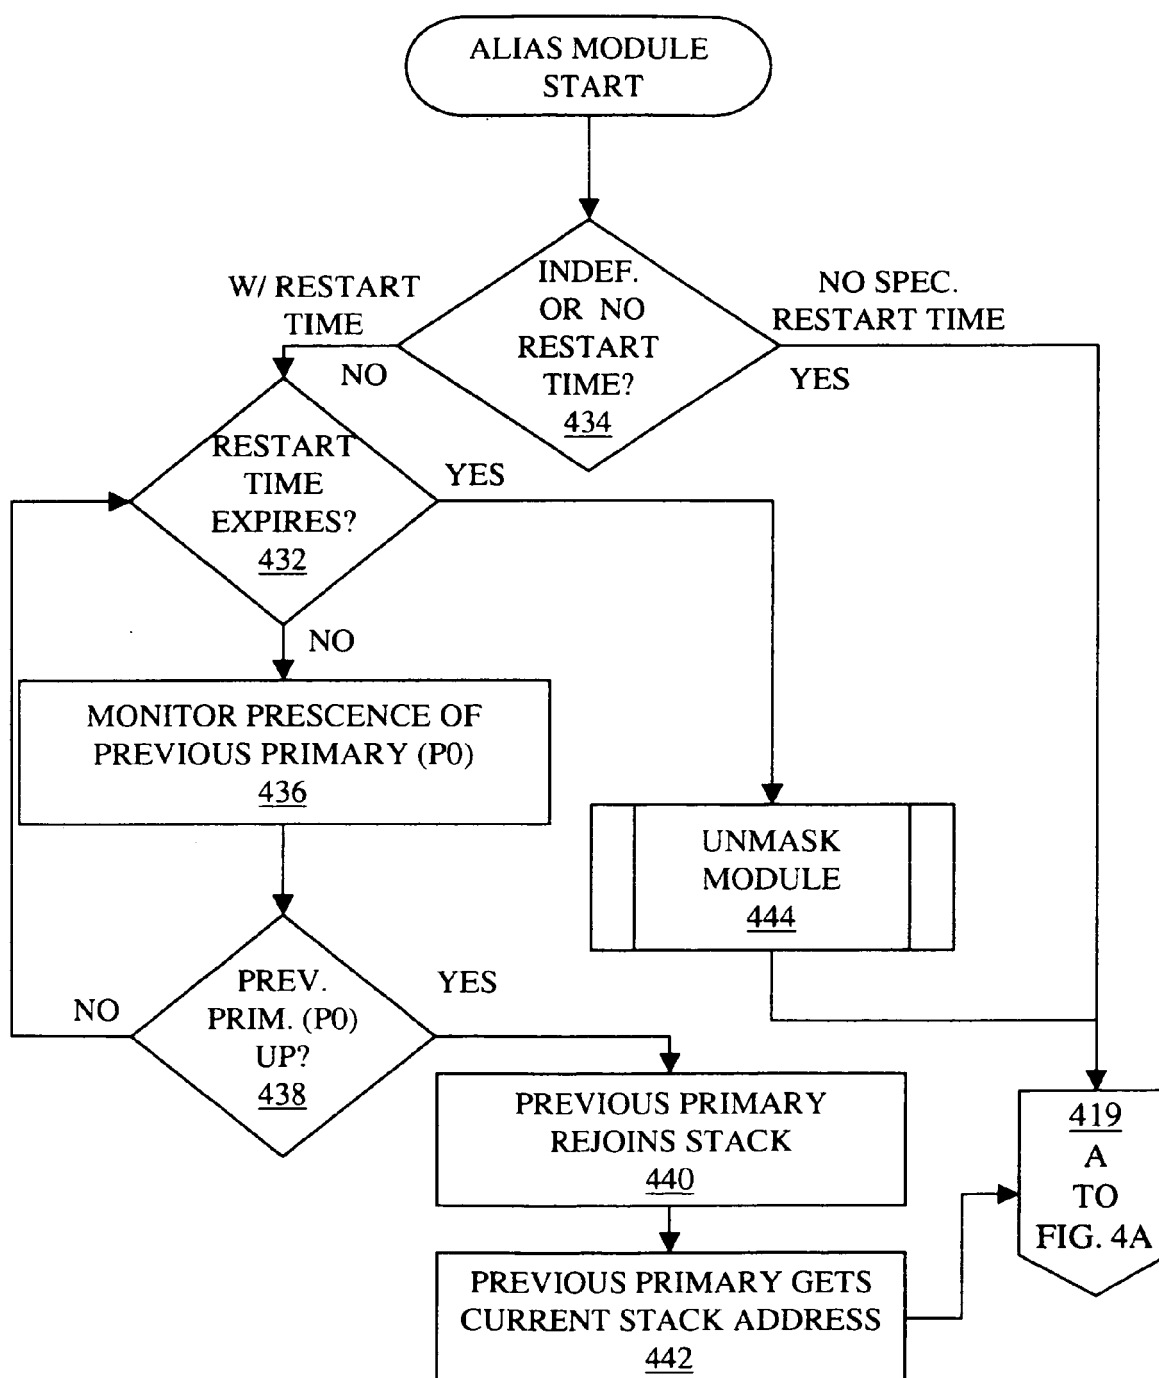 ALIAS MODULE
START
INDEF.
OR NO
RESTART
TIME?
434
W/ RESTART
TIME
NO
NO SPEC.
RESTART TIME
YES
RESTART
TIME
EXPIRES?
432
YES
NO
MONITOR PRESCENCE OF
PREVIOUS PRIMARY (P0)
436
UNMASK
MODULE
444
PREV.
PRIM. (P0)
UP?
438
NO
YES
PREVIOUS PRIMARY
REJOINS STACK
440
419
A
TO
FIG. 4A
PREVIOUS PRIMARY GETS
CURRENT STACK ADDRESS
442